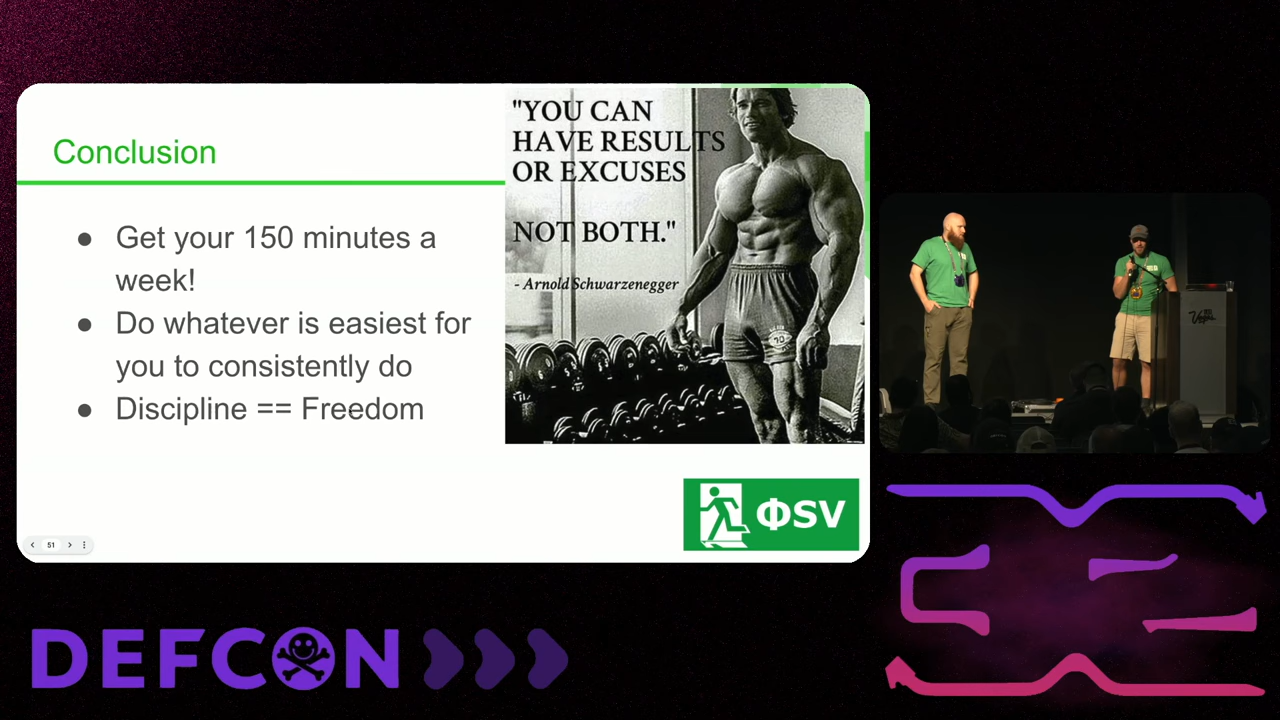 Conclusion
Get your 150 minutes a
week!
Do whatever is easiest for
you to consistently do
Discipline == Freedom
"YOU CAN
HAVE RESULTS
OR EXCUSES
NOT BOTH."
- Arnold Schwarzenegger
ΦSV
51
DEFCON